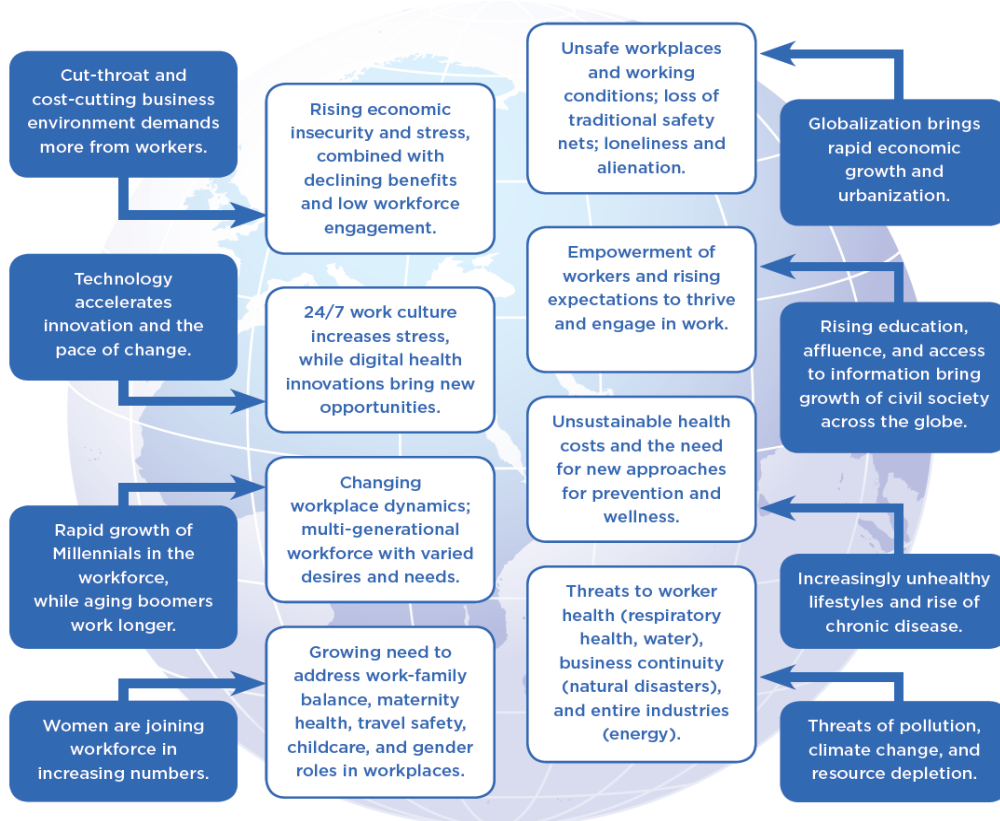 Cut-throat and
cost-cutting business
environment demands
more from workers.
Rising economic
insecurity and stress,
combined with
declining benefits
and low workforce
engagement.
Technology
accelerates
innovation and the
pace of change.
24/7 work culture
increases stress,
while digital health
innovations bring new
opportunities.
Rapid growth of
Millennials in the
workforce,
while aging boomers
work longer.
Changing
workplace dynamics;
multi-generational
workforce with varied
desires and needs.
Women are joining
workforce in
increasing numbers.
Growing need to
address work-family
balance, maternity
health, travel safety,
childcare, and gender
roles in workplaces.
Unsafe workplaces
and working
conditions; loss of
traditional safety
nets; loneliness and
alienation.
Globalization brings
rapid economic
growth and
urbanization.
Empowerment of
workers and rising
expectations to thrive
and engage in work.
Rising education,
affluence, and access
to information bring
growth of civil society
across the globe.
Unsustainable health
costs and the need
for new approaches
for prevention and
wellness.
Increasingly unhealthy
lifestyles and rise of
chronic disease.
Threats to worker
health (respiratory
health, water),
business continuity
(natural disasters),
and entire industries
(energy).
Threats of pollution,
climate change, and
resource depletion.